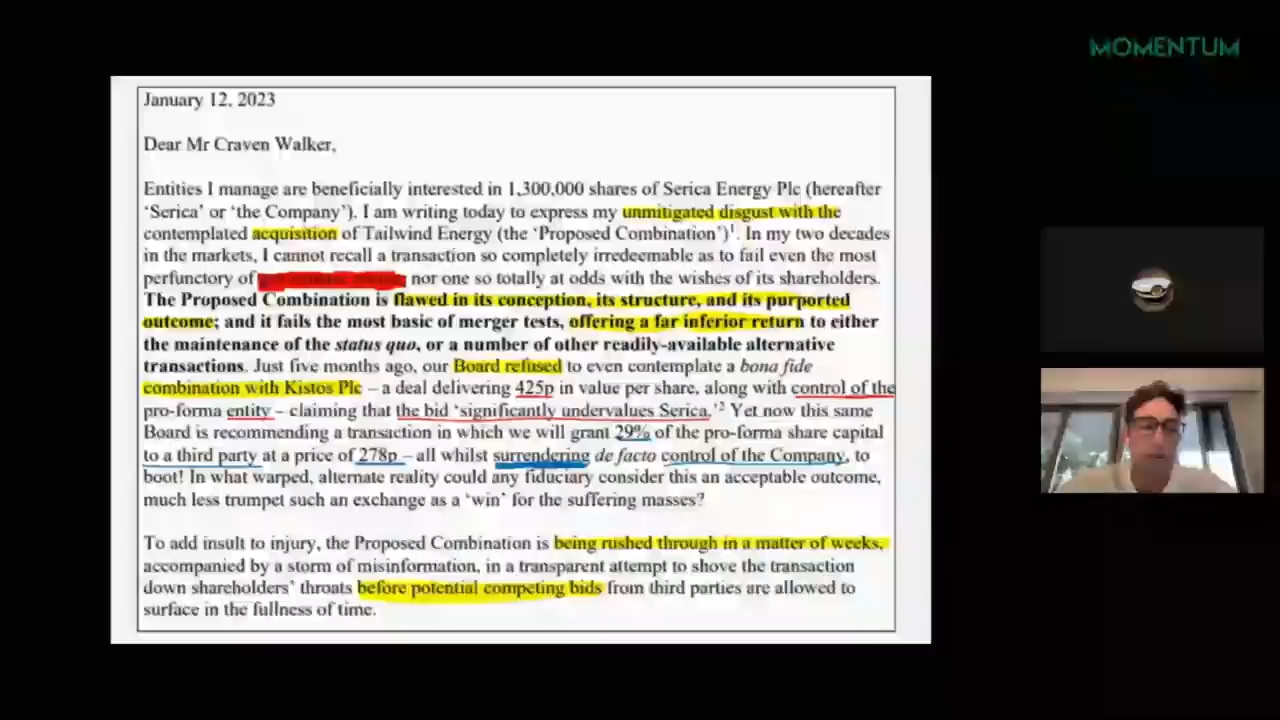 MOMENTUM
January 12, 2023
Dear Mr Craven Walker,
Entities I manage are beneficially interested in 1,300,000 shares of Serica Energy Plc (hereafter
‘Serica’ or ‘the Company’). I am writing today to express my unmitigated disgust with the
contemplated acquisition of Tailwind Energy (the ‘Proposed Combination’)¹. In my two decades
in the markets, I cannot recall a transaction so completely irredeemable as to fail even the most
perfunctory of nor one so totally at odds with the wishes of its shareholders.
The Proposed Combination is flawed in its conception, its structure, and its purported
outcome; and it fails the most basic of merger tests, offering a far inferior return to either
the maintenance of the status quo, or a number of other readily-available alternative
transactions. Just five months ago, our Board refused to even contemplate a bona fide
combination with Kistos Plc – a deal delivering 425p in value per share, along with control of the
pro-forma entity – claiming that the bid ‘significantly undervalues Serica.’² Yet now this same
Board is recommending a transaction in which we will grant 29% of the pro-forma share capital
to a third party at a price of 278p – all whilst surrendering de facto control of the Company, to
boot! In what warped, alternate reality could any fiduciary consider this an acceptable outcome,
much less trumpet such an exchange as a ‘win’ for the suffering masses?
To add insult to injury, the Proposed Combination is being rushed through in a matter of weeks,
accompanied by a storm of misinformation, in a transparent attempt to shove the transaction
down shareholders’ throats before potential competing bids from third parties are allowed to
surface in the fullness of time.